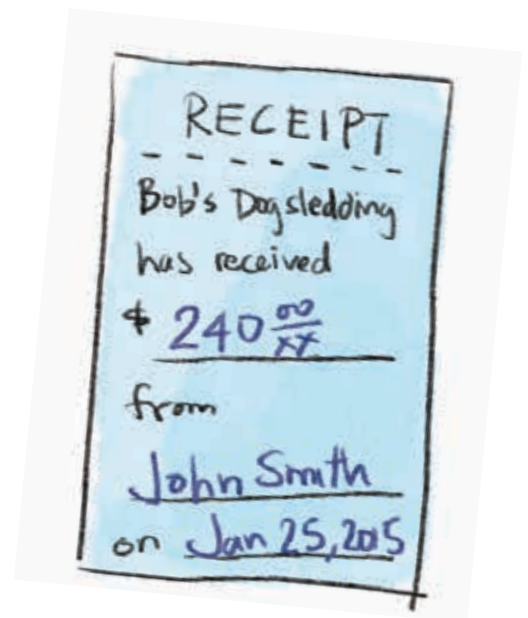 RECEIPT
Bob's Dogsledding
has received
$ 240 00/xx
from
John Smith
on Jan 25, 2015